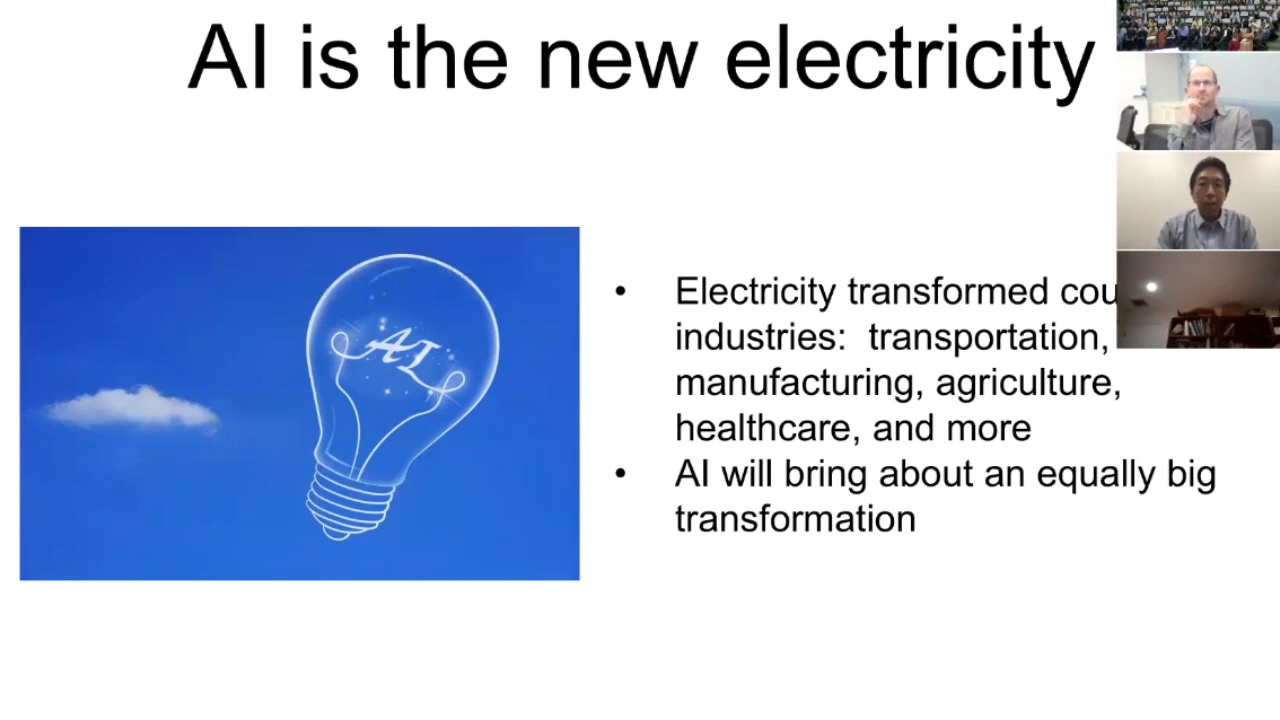 AI is the new electricity
AI
• Electricity transformed
industries: transportation,
manufacturing, agriculture,
healthcare, and more
• AI will bring about an equally big
transformation